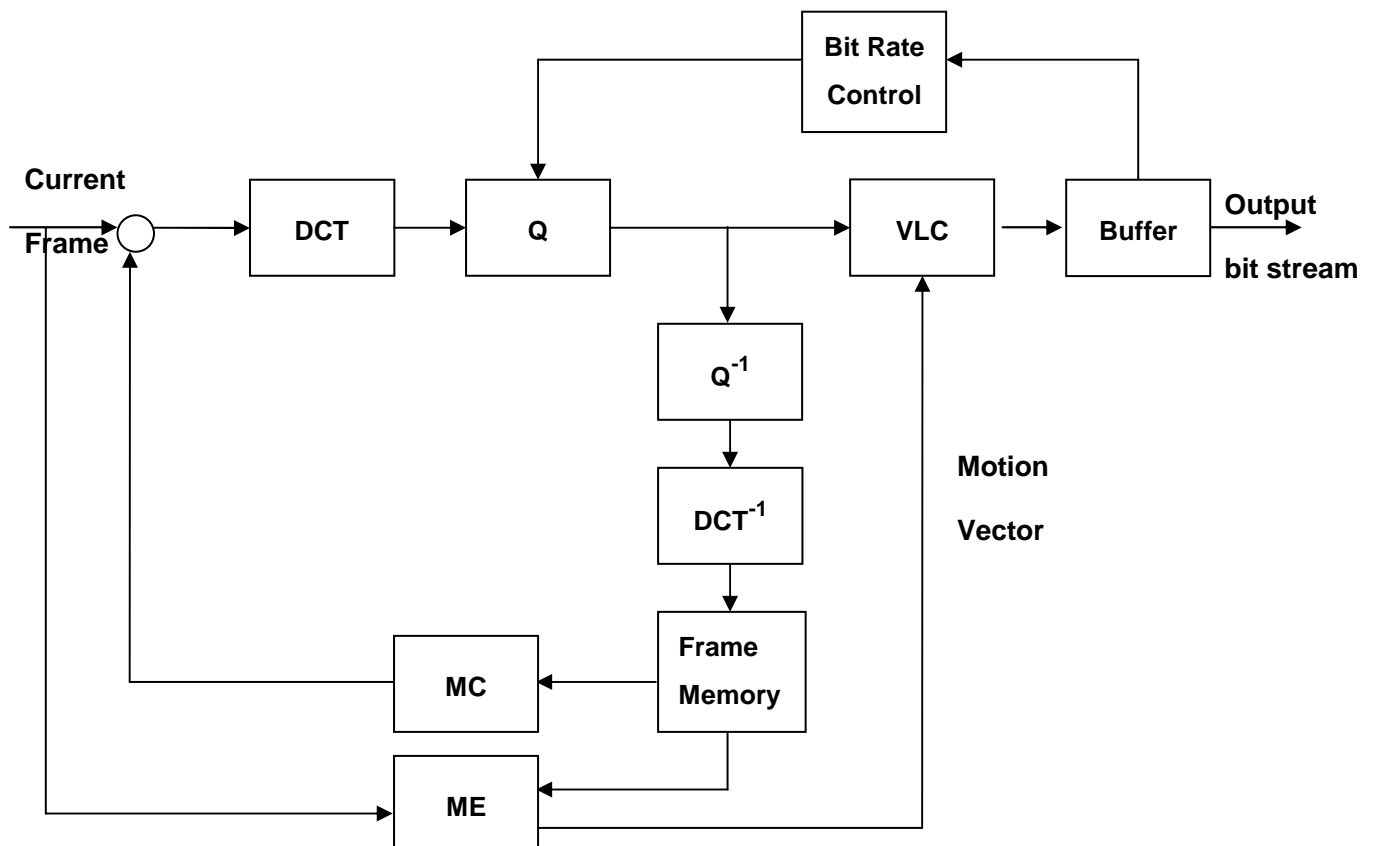 Bit Rate
Control
Current
Frame
DCT
Q
VLC
Buffer
Output
bit stream
Q-1
DCT-1
Motion
Vector
Frame
Memory
MC
ME